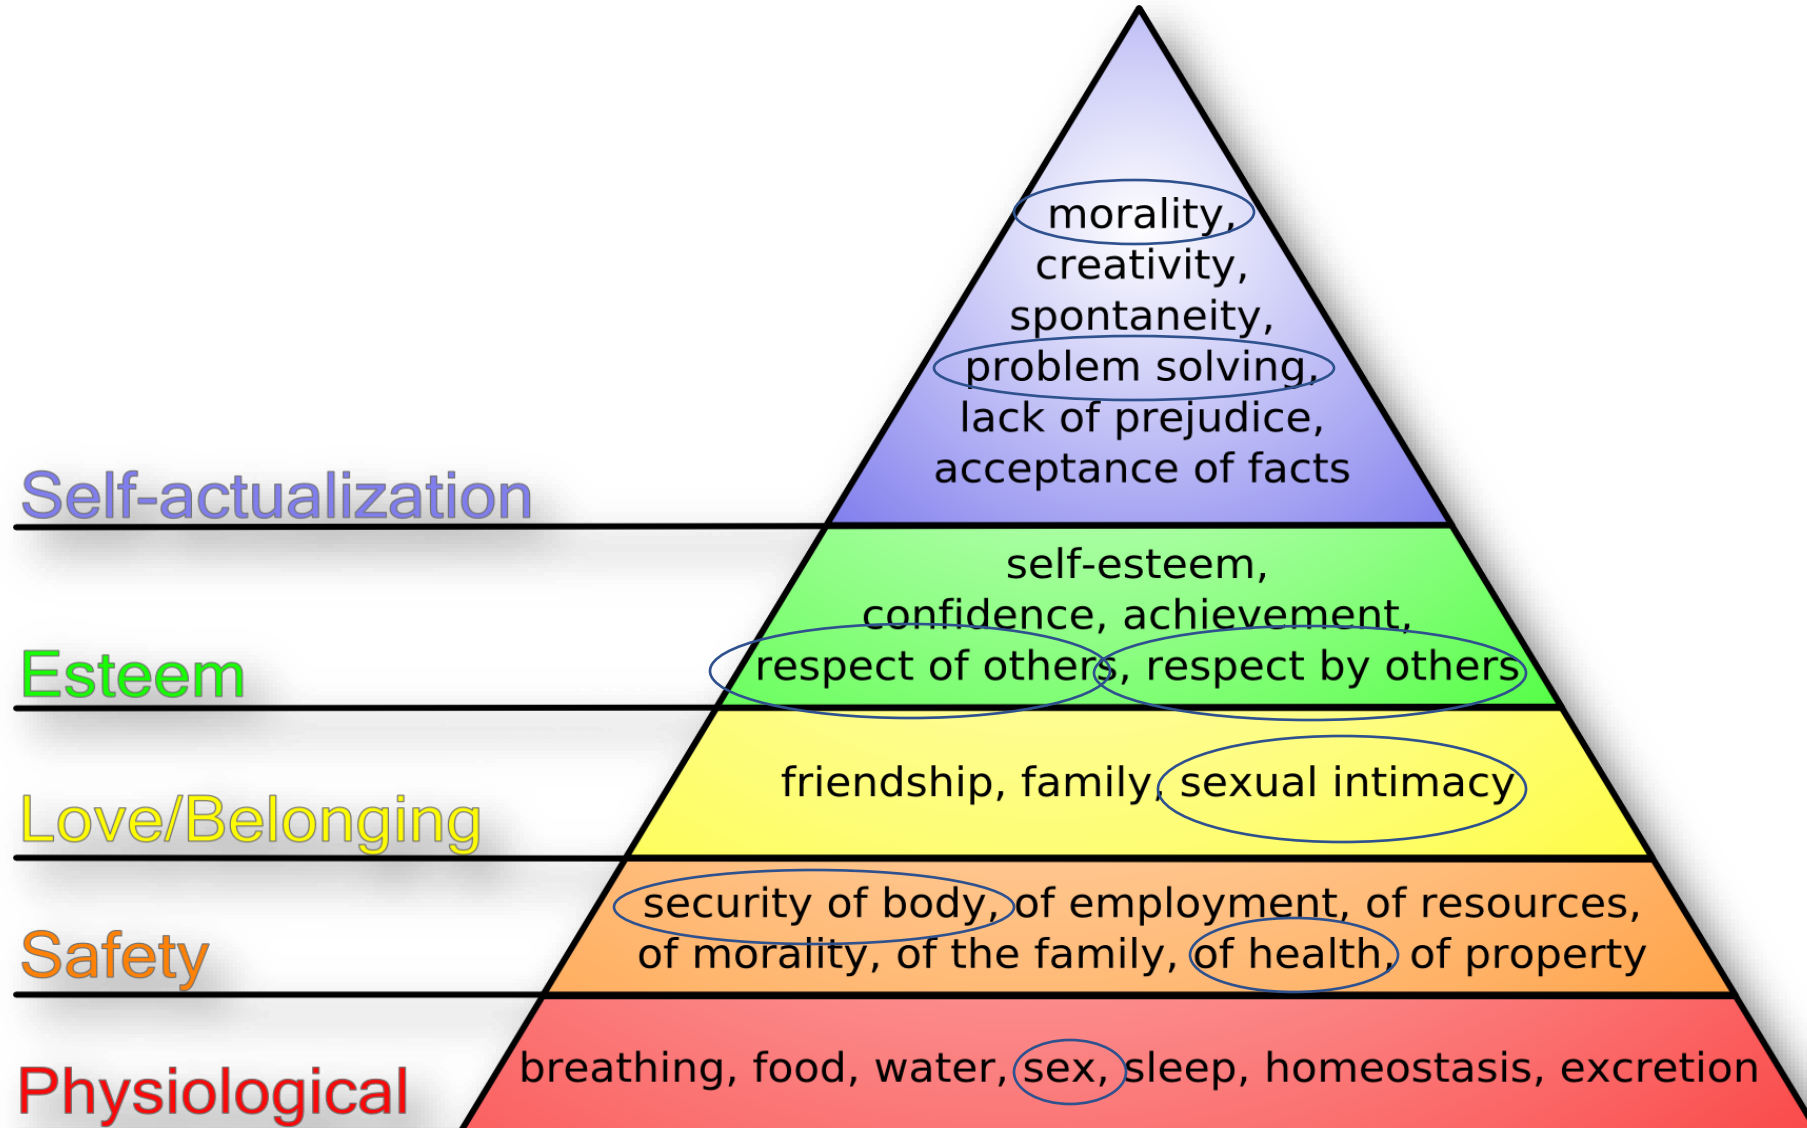 morality,
creativity,
spontaneity,
problem solving,
lack of prejudice,
acceptance of facts
Self-actualization
self-esteem,
confidence, achievement,
respect of others, respect by others
Esteem
friendship, family, sexual intimacy
Love/Belonging
security of body, of employment, of resources,
of morality, of the family, of health, of property
Safety
breathing, food, water, sex, sleep, homeostasis, excretion
Physiological